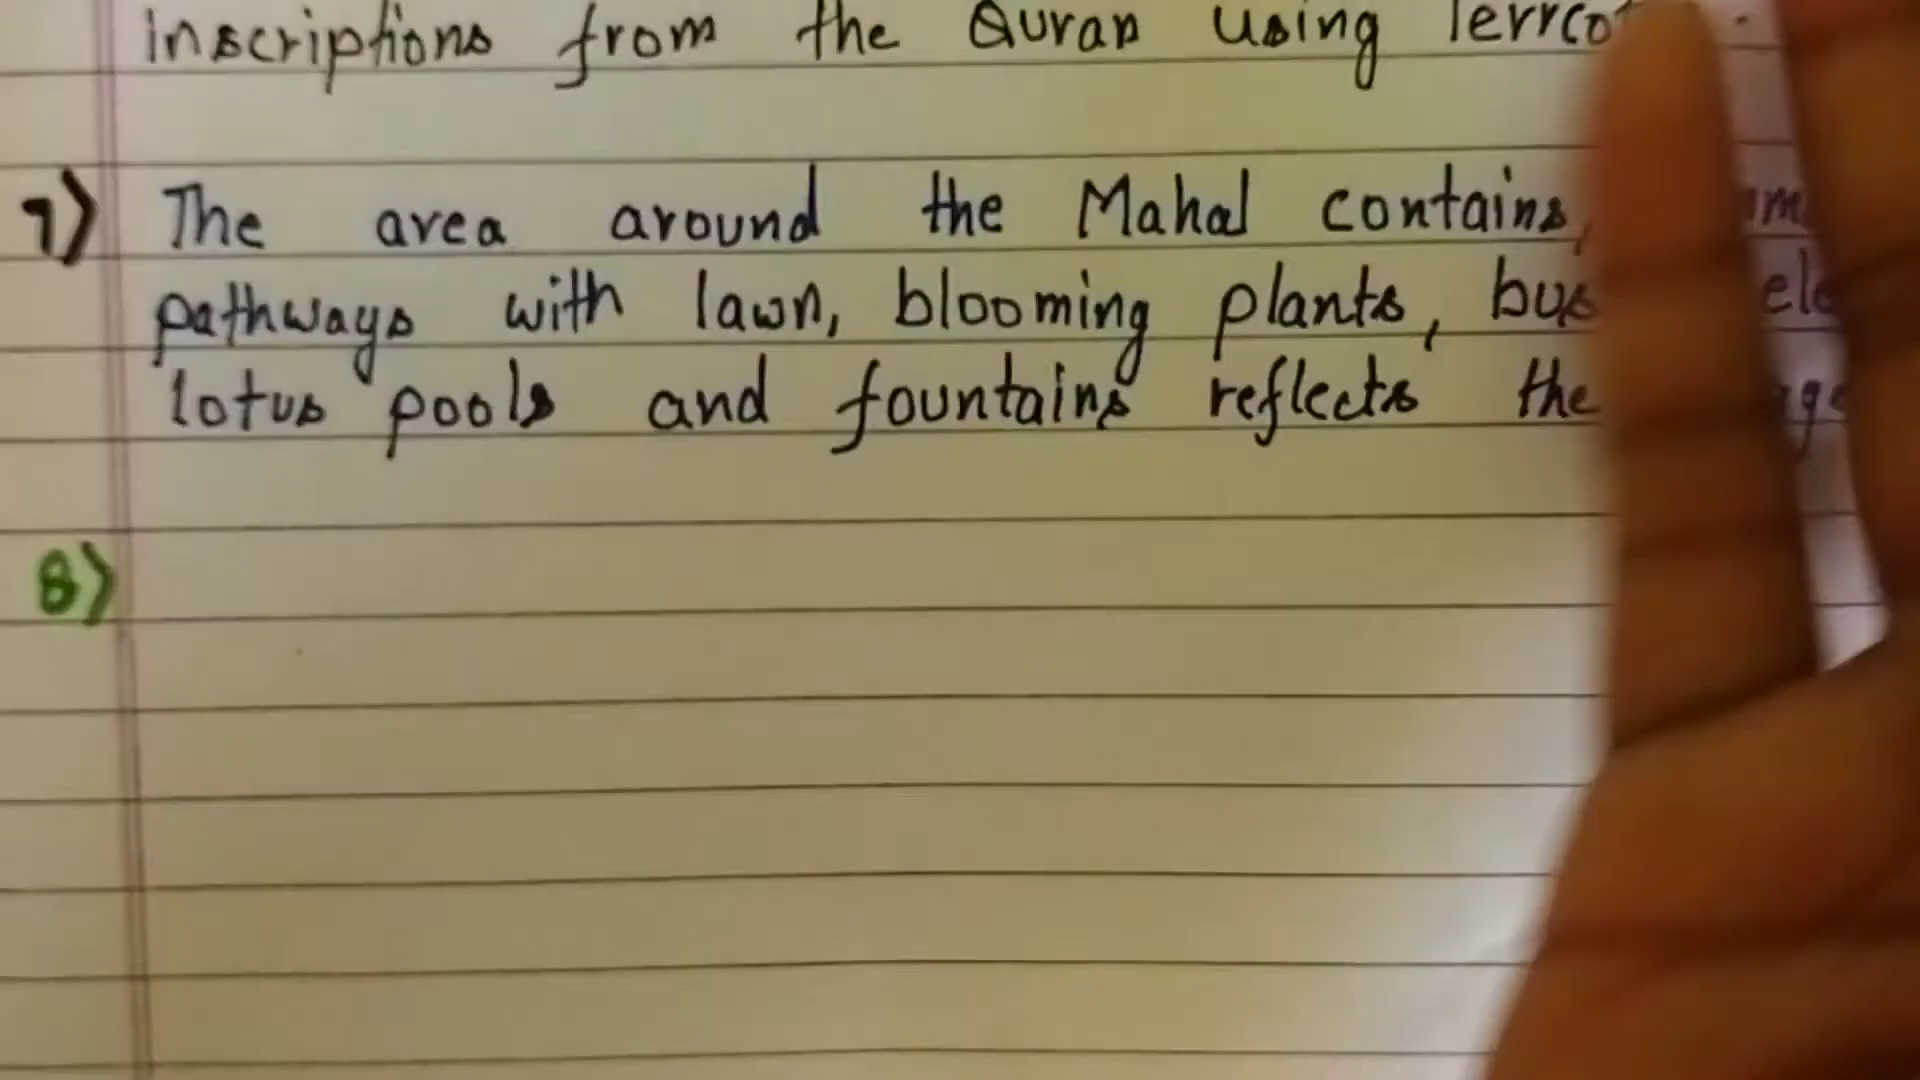 inscriptions from the Quran using
7) The area around the Mahal contains,
pathways with lawn, blooming plants,
lotus pools and fountains reflects the
8)